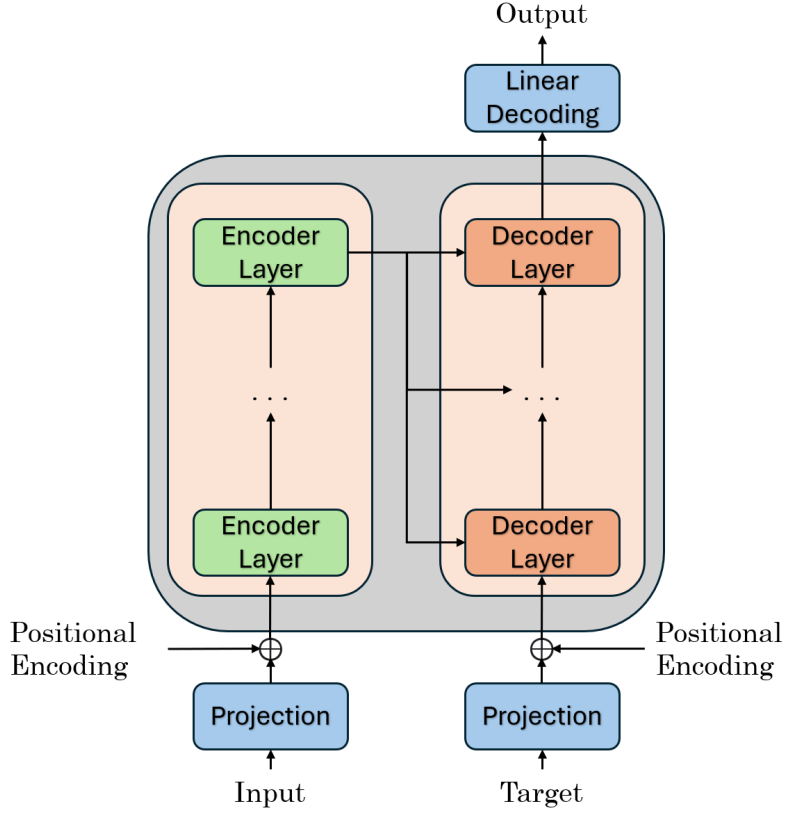 Output
Linear
Decoding
Encoder
Layer
Decoder
Layer
. . .
. . .
Encoder
Layer
Decoder
Layer
Positional
Encoding
Positional
Encoding
Projection
Projection
Input
Target